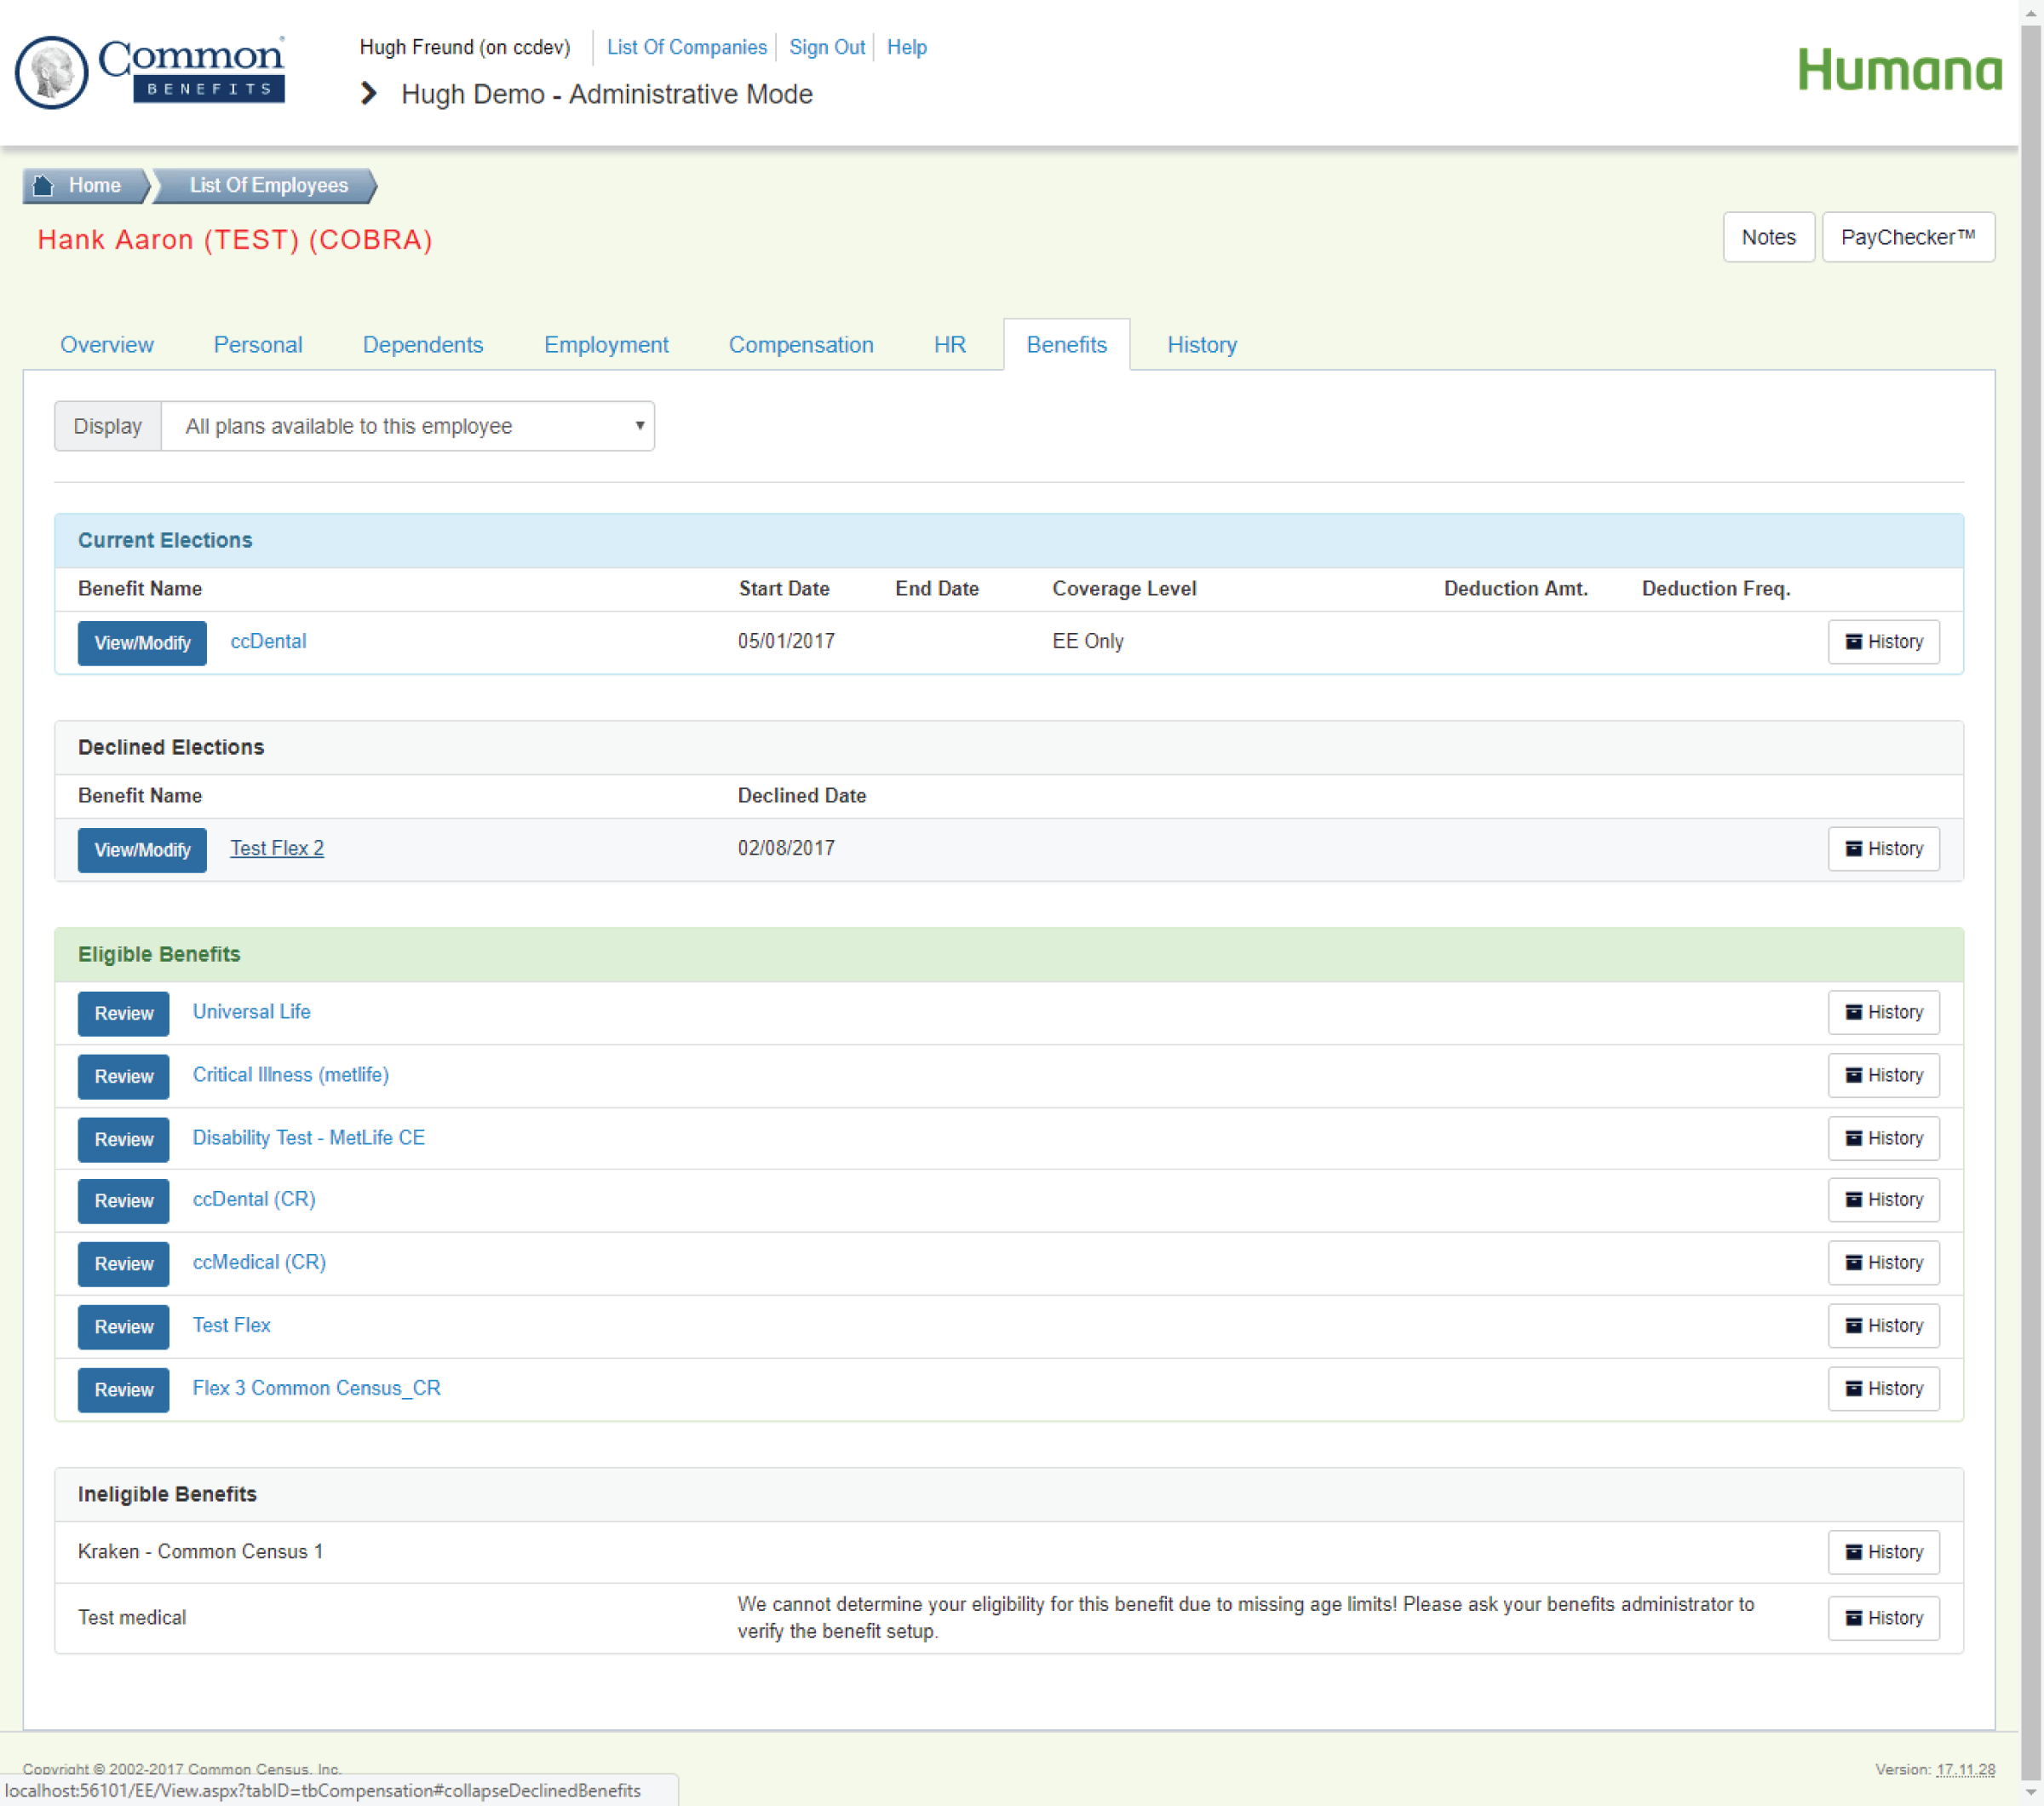 Common®
BENEFITS
Hugh Freund (on ccdev) List Of Companies Sign Out Help
Hugh Demo - Administrative Mode
Humana
Home List Of Employees
Hank Aaron (TEST) (COBRA)
Notes PayChecker™
Overview Personal Dependents Employment Compensation HR Benefits History
Display All plans available to this employee
Current Elections
Benefit Name Start Date End Date Coverage Level Deduction Amt. Deduction Freq.
View/Modify ccDental 05/01/2017 EE Only History
Declined Elections
Benefit Name Declined Date
View/Modify Test Flex 2 02/08/2017 History
Eligible Benefits
Review Universal Life History
Review Critical Illness (metlife) History
Review Disability Test - MetLife CE History
Review ccDental (CR) History
Review ccMedical (CR) History
Review Test Flex History
Review Flex 3 Common Census_CR History
Ineligible Benefits
Kraken - Common Census 1 History
Test medical We cannot determine your eligibility for this benefit due to missing age limits! Please ask your benefits administrator to History
verify the benefit setup.
Copyright © 2002-2017 Common Census, Inc. Version: 17.11.28
localhost:56101/EE/View.aspx?tabID=tbCompensation#collapseDeclinedBenefits